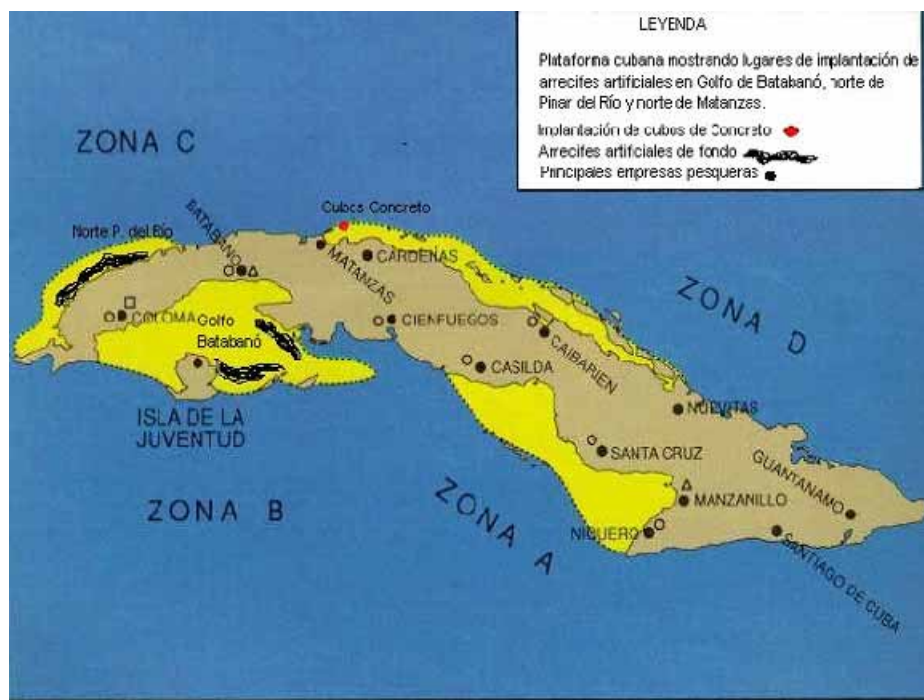 LEYENDA
Plataforma cubana mostrando lugares de implantación de
arrecifes artificiales en Golfo de Batabanó, norte de
Pinar del Río y norte de Matanzas.
Implantación de cubos de Concreto
Arrecifes artificiales de fondo
Principales empresas pesqueras
ZONA C
Cubos Concreto
BATABANO
Norte P. del Río
MATANZAS
CARDENAS
ZONA D
COLOMA
Golfo
Batabanó
CIENFUEGOS
CAIBARIEN
CASILDA
ISLA DE LA
JUVENTUD
NUEVITAS
SANTA CRUZ
GUANTANAMO
ZONA B
ZONA A
MANZANILLO
NIQUERO
SANTIAGO DE CUBA